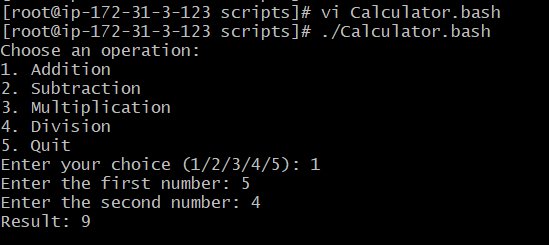 [root@ip-172-31-3-123 scripts]# vi Calculator.bash
[root@ip-172-31-3-123 scripts]# ./Calculator.bash
Choose an operation:
1. Addition
2. Subtraction
3. Multiplication
4. Division
5. Quit
Enter your choice (1/2/3/4/5): 1
Enter the first number: 5
Enter the second number: 4
Result: 9